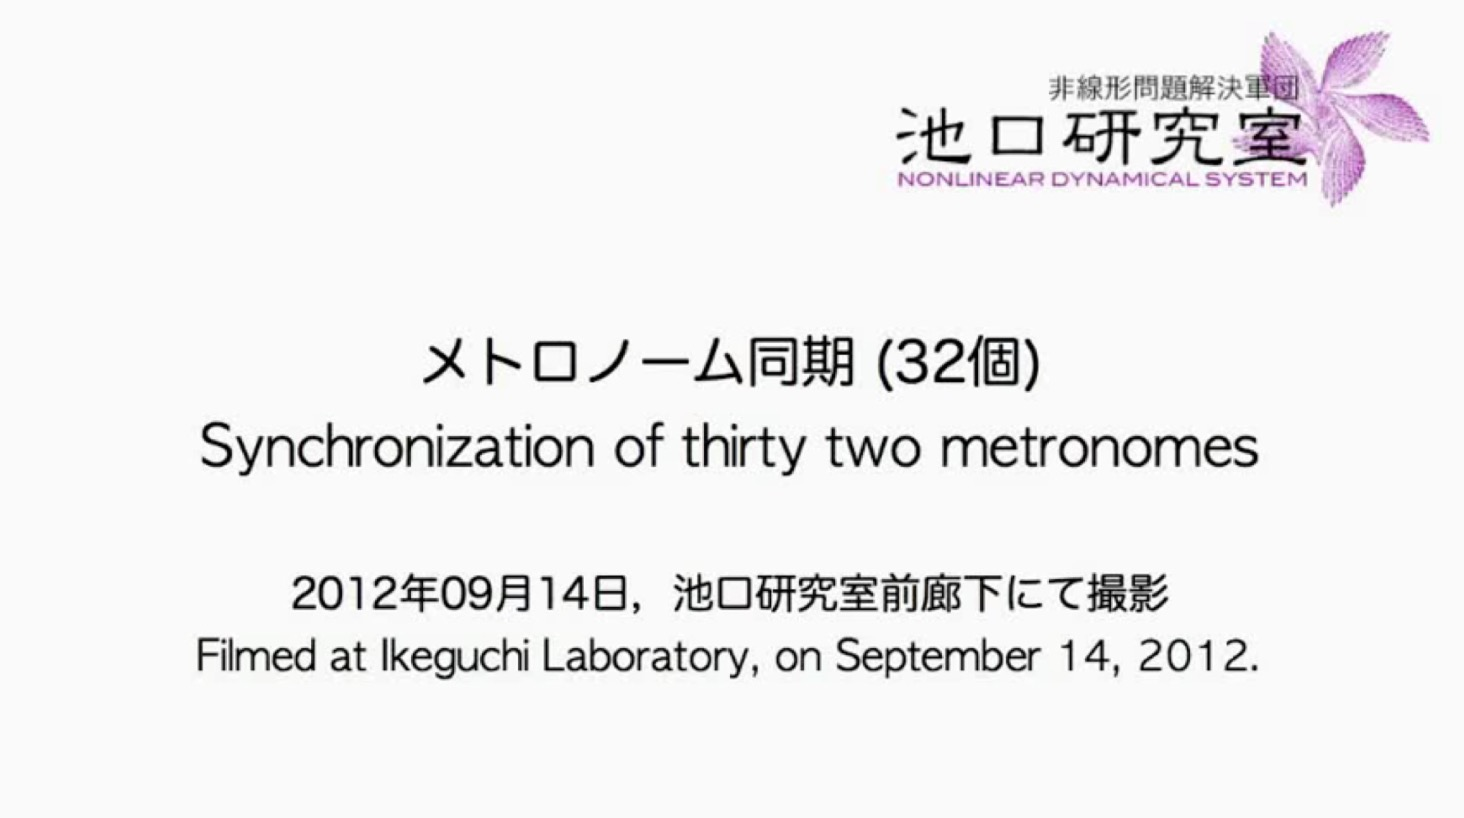 非線形問題解決軍団
池口研究室
NONLINEAR DYNAMICAL SYSTEM
メトロノーム同期 (32個)
Synchronization of thirty two metronomes
2012年09月14日，池口研究室前廊下にて撮影
Filmed at Ikeguchi Laboratory, on September 14, 2012.